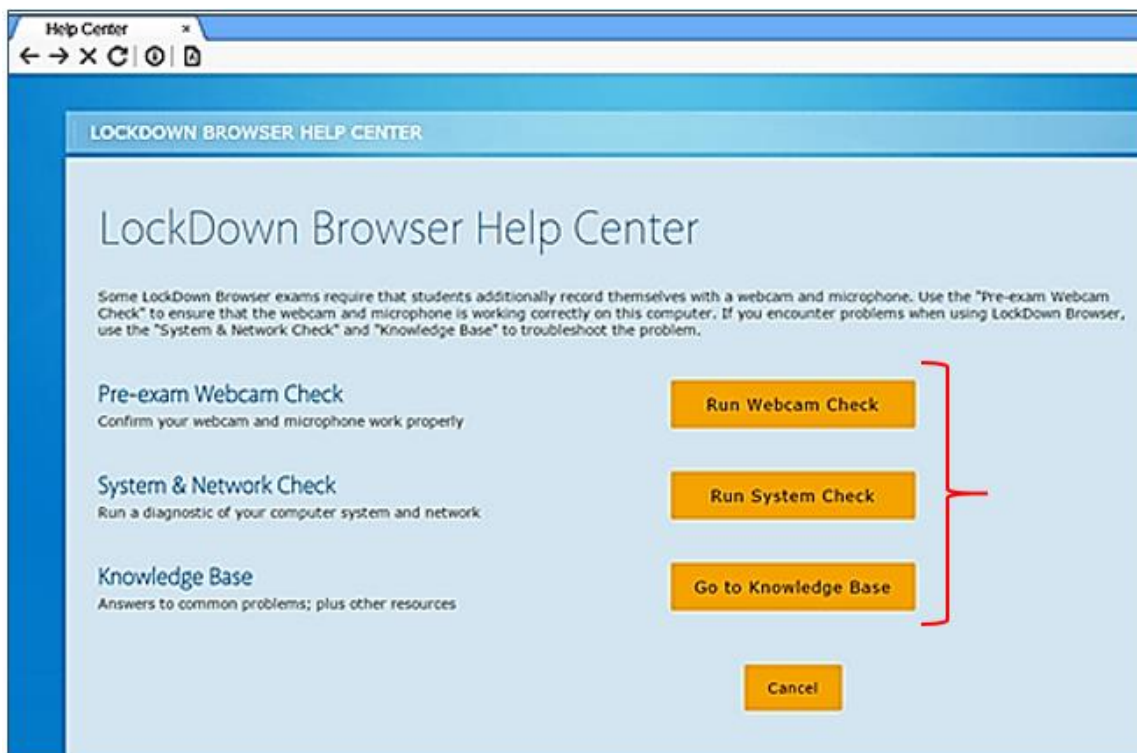 Help Center
LOCKDOWN BROWSER HELP CENTER
LockDown Browser Help Center
Some LockDown Browser exams require that students additionally record themselves with a webcam and microphone. Use the "Pre-exam Webcam
Check" to ensure that the webcam and microphone is working correctly on this computer. If you encounter problems when using LockDown Browser,
use the "System & Network Check" and "Knowledge Base" to troubleshoot the problem.
Pre-exam Webcam Check
Confirm your webcam and microphone work properly
Run Webcam Check
System & Network Check
Run a diagnostic of your computer system and network
Run System Check
Knowledge Base
Answers to common problems; plus other resources
Go to Knowledge Base
Cancel